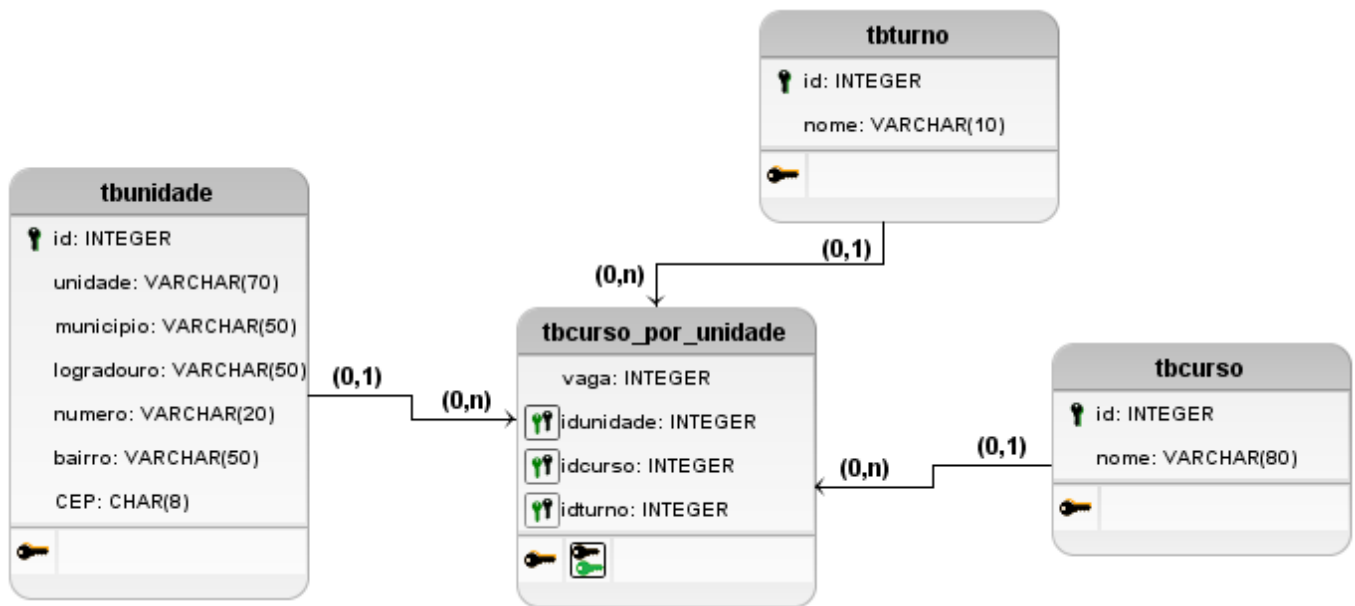 tbturno
id: INTEGER
nome: VARCHAR(10)
tbunidade
id: INTEGER
unidade: VARCHAR(70)
municipio: VARCHAR(50)
logradouro: VARCHAR(50)
numero: VARCHAR(20)
bairro: VARCHAR(50)
CEP: CHAR(8)
(0,1)
(0,n)
(0,1)
(0,n)
tbcurso_por_unidade
vaga: INTEGER
idunidade: INTEGER
idcurso: INTEGER
idturno: INTEGER
(0,n)
(0,1)
tbcurso
id: INTEGER
nome: VARCHAR(80)